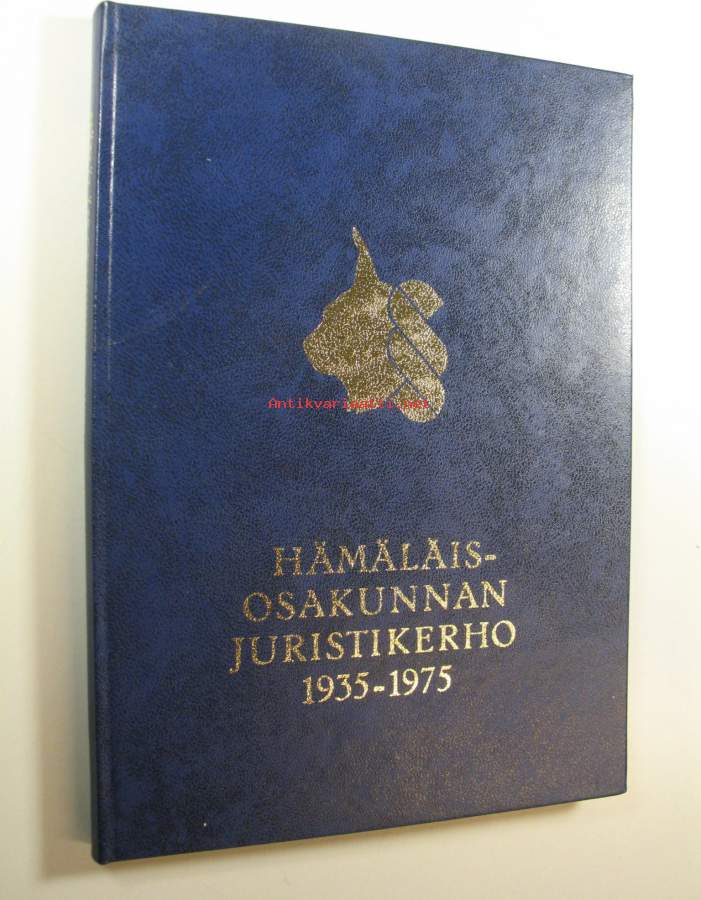 Antikvariaatti.net
HÄMÄLÄIS-
OSAKUNNAN
JURISTIKERHO
1935-1975